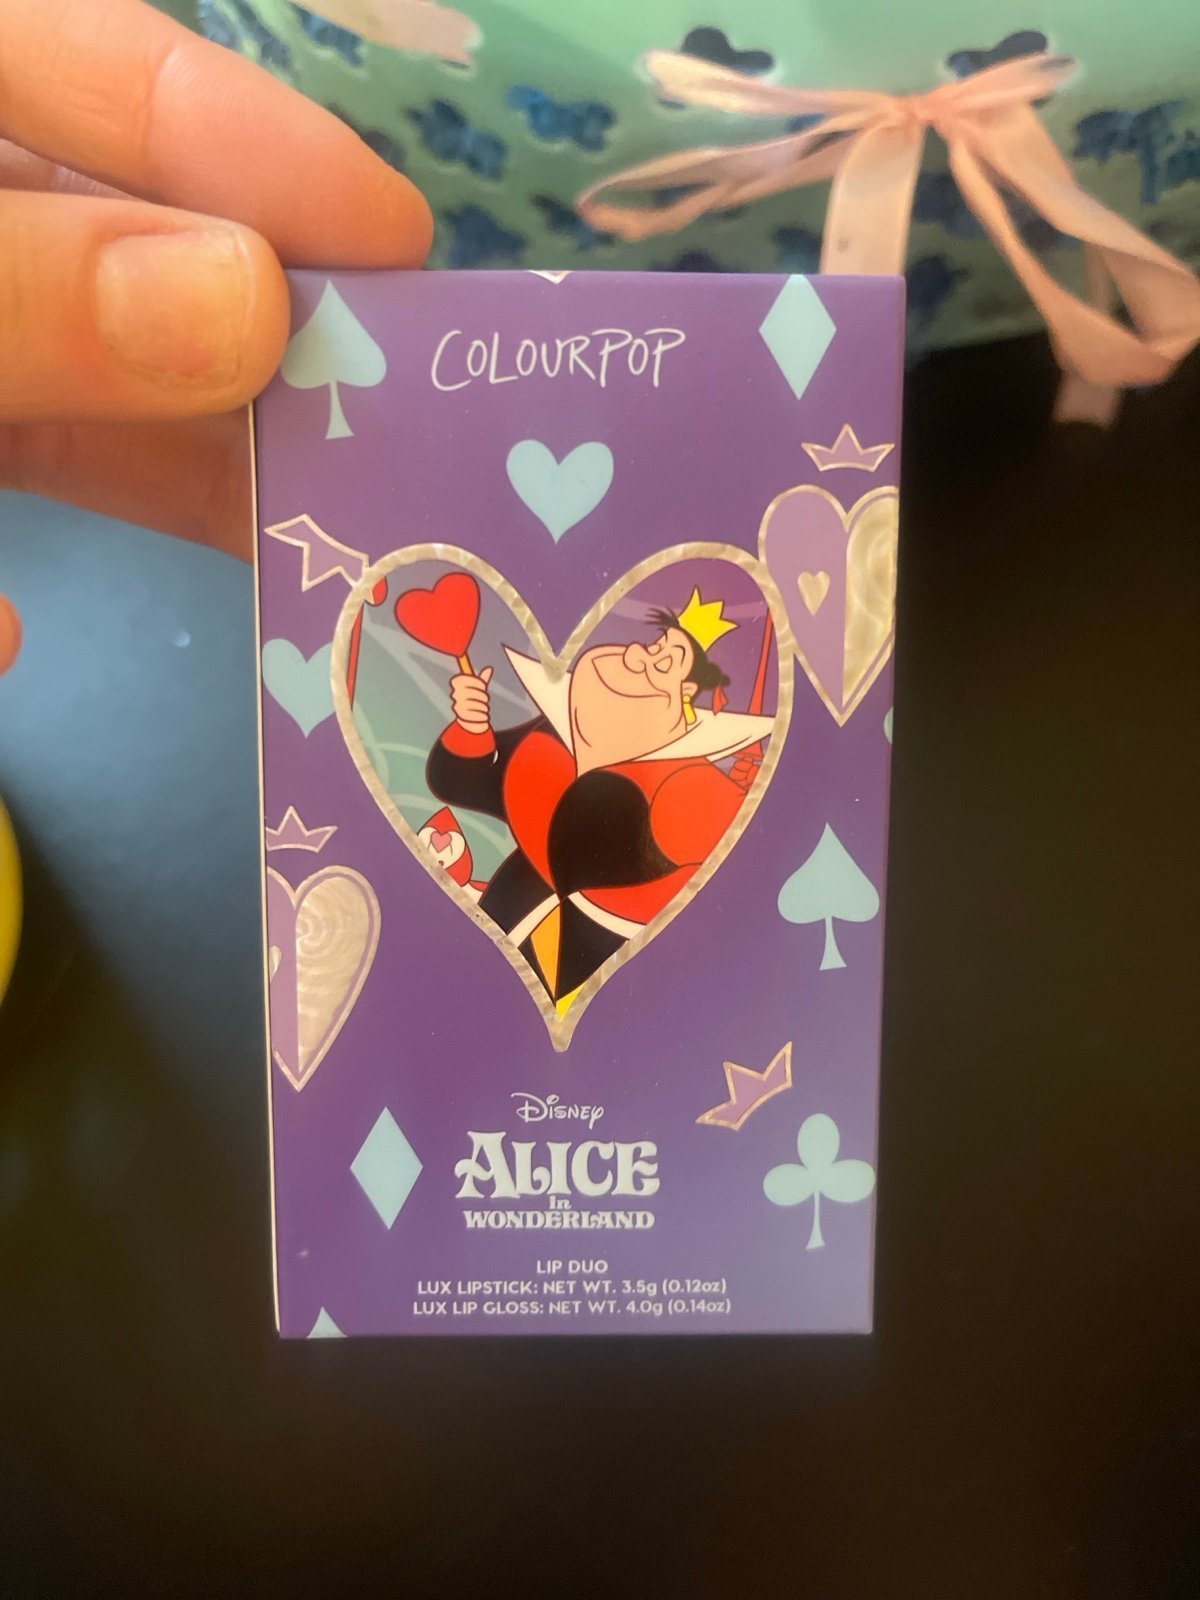 COLOURPOP
Disney
ALICE
in
WONDERLAND
LIP DUO
LUX LIPSTICK: NET WT. 3.5g (0.12oz)
LUX LIP GLOSS: NET WT. 4.0g (0.14oz)